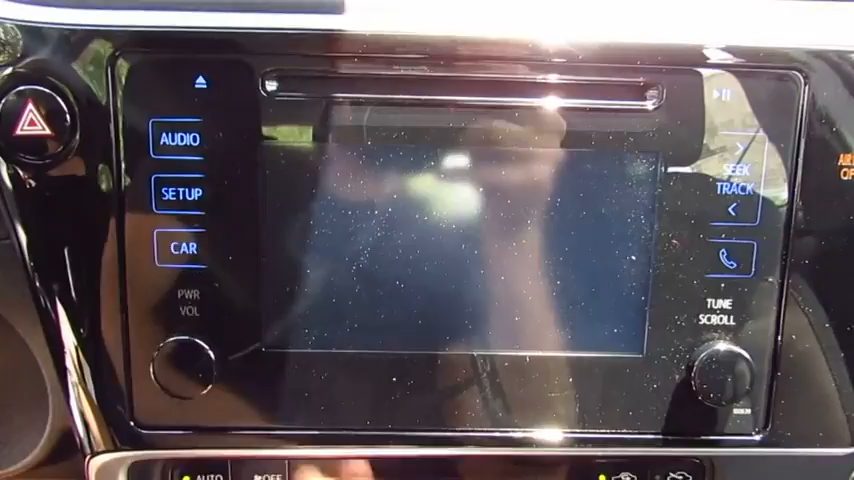 AUDIO
SETUP
CAR
PWR
VOL
SEEK
TRACK
TUNE
SCROLL
AUTO
OFF